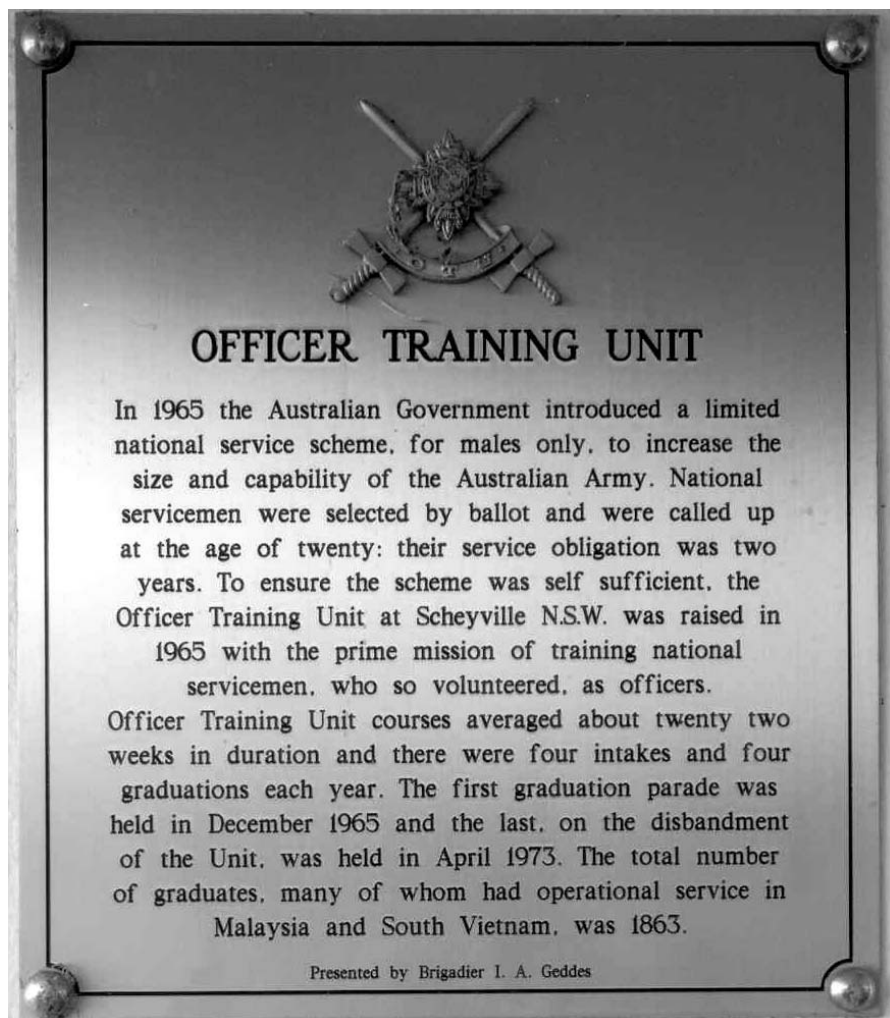 O T U
OFFICER TRAINING UNIT
In 1965 the Australian Government introduced a limited
national service scheme, for males only, to increase the
size and capability of the Australian Army. National
servicemen were selected by ballot and were called up
at the age of twenty: their service obligation was two
years. To ensure the scheme was self sufficient, the
Officer Training Unit at Scheyville N.S.W. was raised in
1965 with the prime mission of training national
servicemen, who so volunteered, as officers.
Officer Training Unit courses averaged about twenty two
weeks in duration and there were four intakes and four
graduations each year. The first graduation parade was
held in December 1965 and the last, on the disbandment
of the Unit, was held in April 1973. The total number
of graduates, many of whom had operational service in
Malaysia and South Vietnam, was 1863.
Presented by Brigadier I. A. Geddes